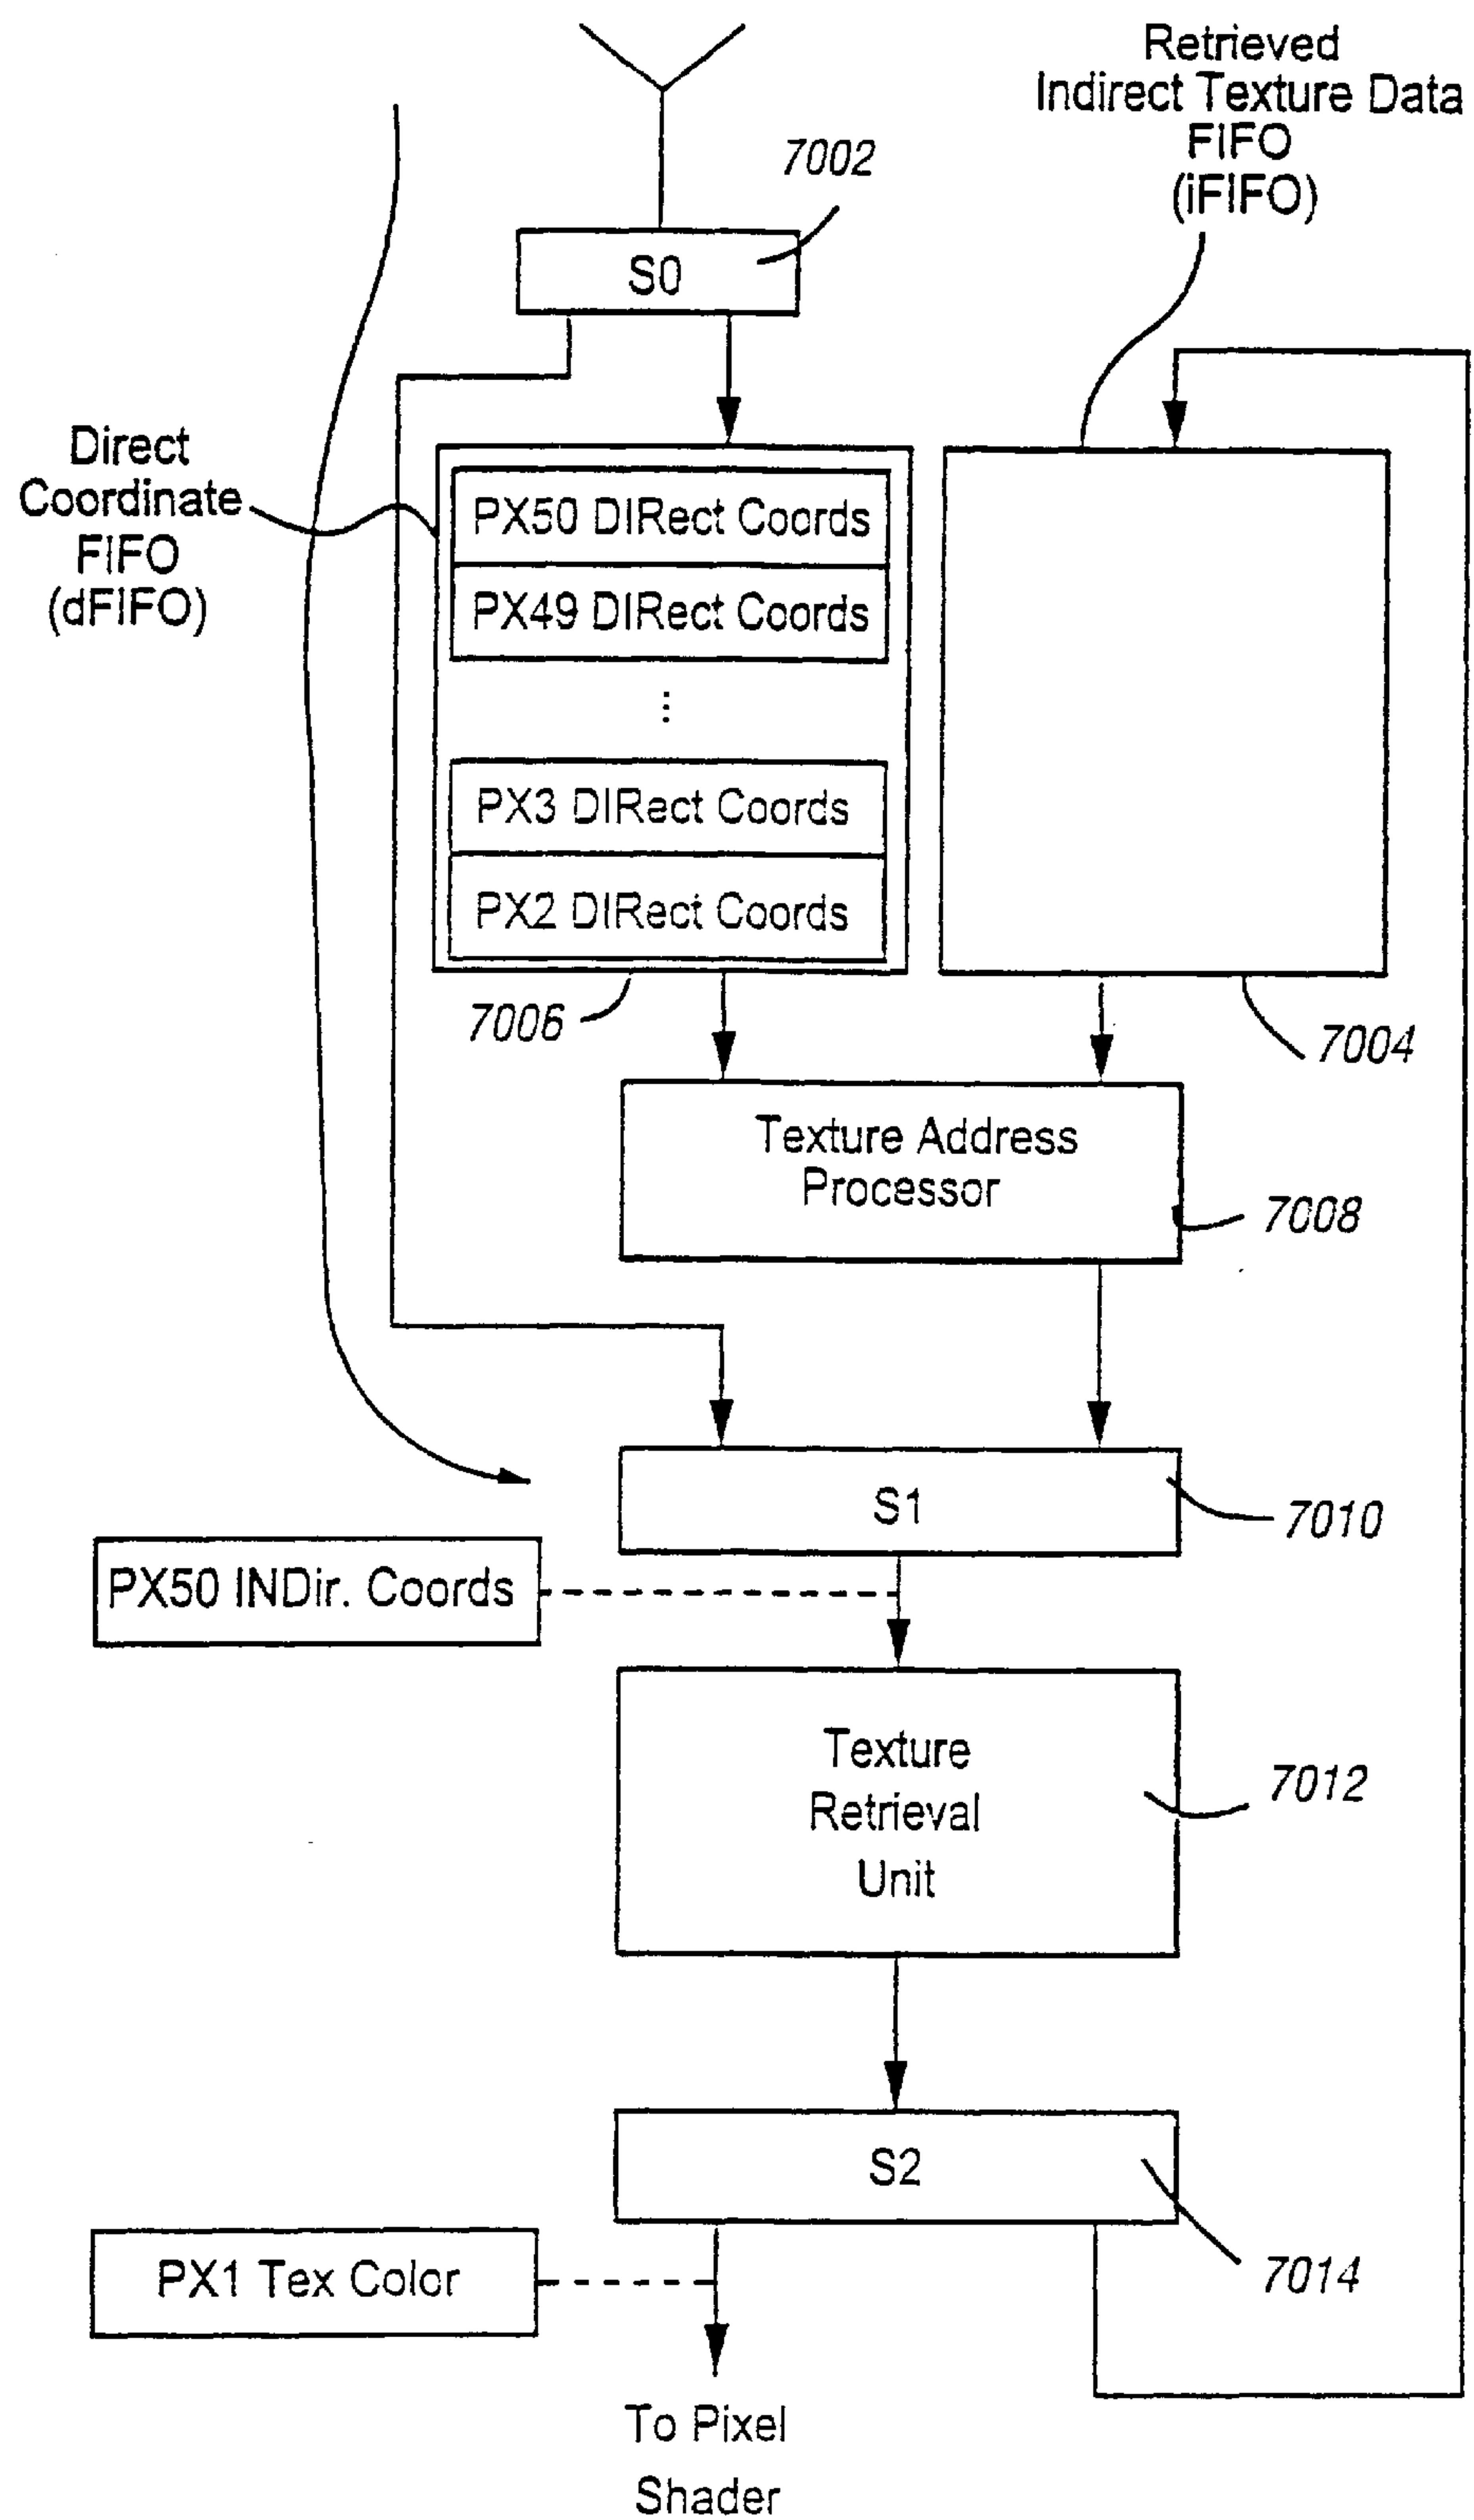 Retrieved
Indirect Texture Data
FIFO
(iFIFO)
7002
S0
Direct
Coordinate
FIFO
(dFIFO)
PX50 DIRect Coords
PX49 DIRect Coords
⋮
PX3 DIRect Coords
PX2 DIRect Coords
7006
7004
Texture Address
Processor
7008
S1
7010
PX50 INDir. Coords
Texture
Retrieval
Unit
7012
S2
7014
PX1 Tex Color
To Pixel
Shader